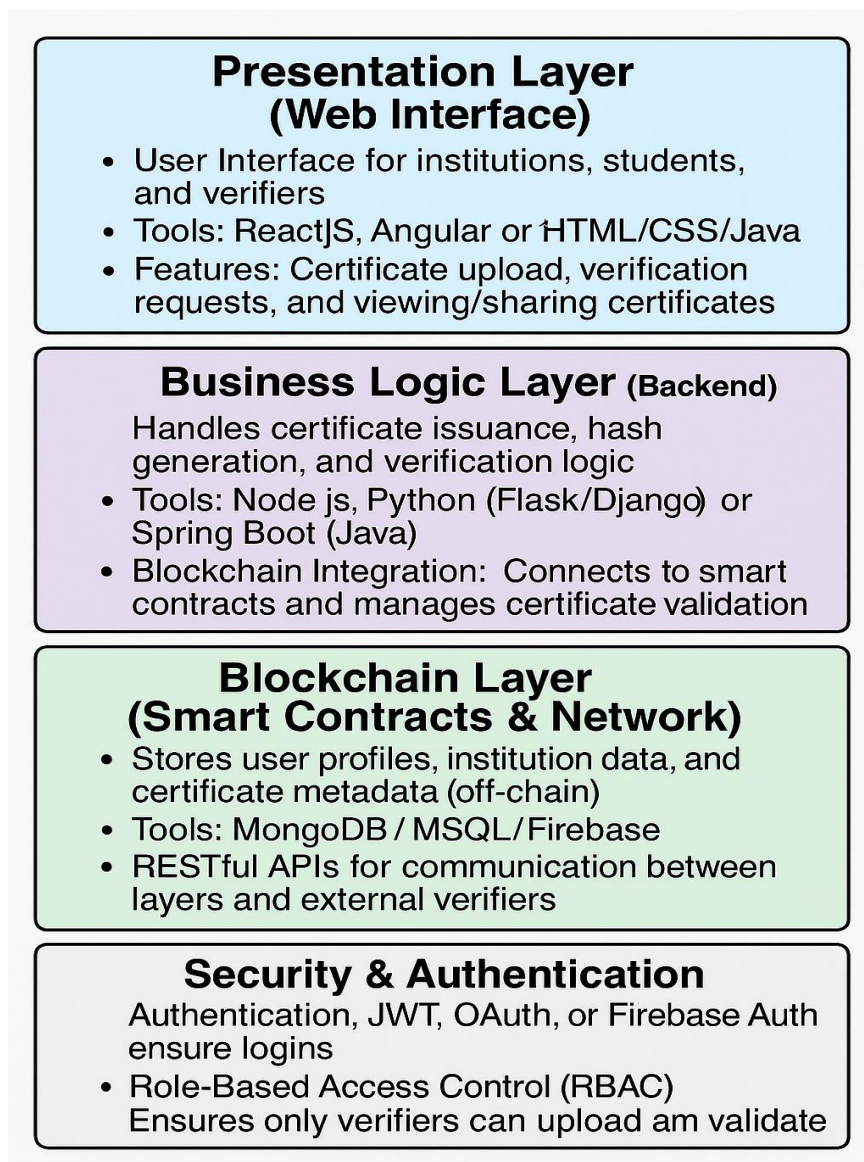 Presentation Layer
(Web Interface)
• User Interface for institutions, students,
and verifiers
• Tools: ReactJS, Angular or HTML/CSS/Java
• Features: Certificate upload, verification
requests, and viewing/sharing certificates
Business Logic Layer (Backend)
Handles certificate issuance, hash
generation, and verification logic
• Tools: Node js, Python (Flask/Django) or
Spring Boot (Java)
• Blockchain Integration: Connects to smart
contracts and manages certificate validation
Blockchain Layer
(Smart Contracts & Network)
• Stores user profiles, institution data, and
certificate metadata (off-chain)
• Tools: MongoDB / MSQL/Firebase
• RESTful APIs for communication between
layers and external verifiers
Security & Authentication
Authentication, JWT, OAuth, or Firebase Auth
ensure logins
• Role-Based Access Control (RBAC)
Ensures only verifiers can upload am validate